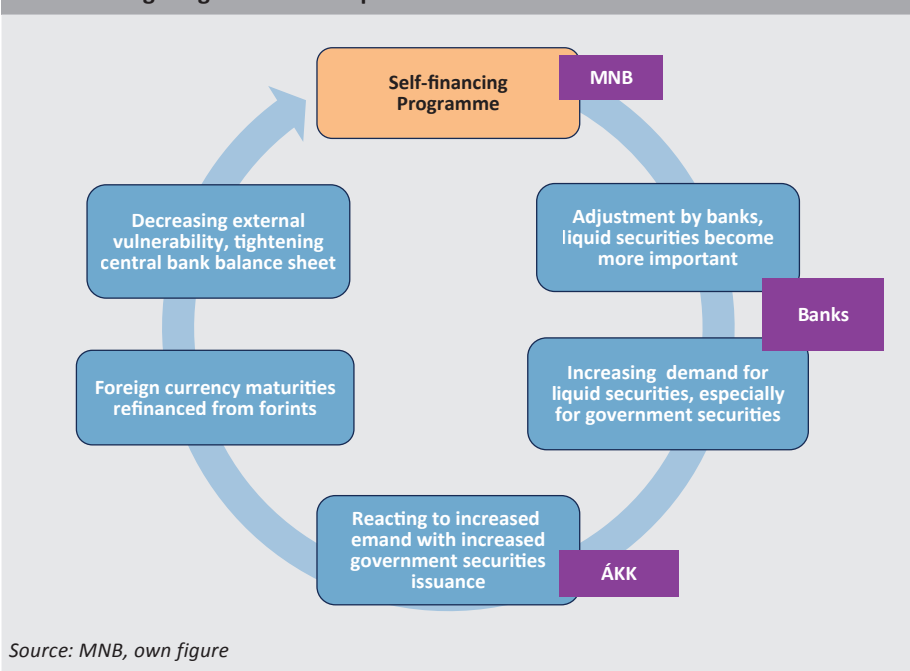 Self-financing
Programme
MNB
Adjustment by banks,
liquid securities become
more important
Banks
Increasing demand for
liquid securities, especially
for government securities
Reacting to increased
emand with increased
government securities
issuance
ÁKK
Foreign currency maturities
refinanced from forints
Decreasing external
vulnerability, tightening
central bank balance sheet
Source: MNB, own figure